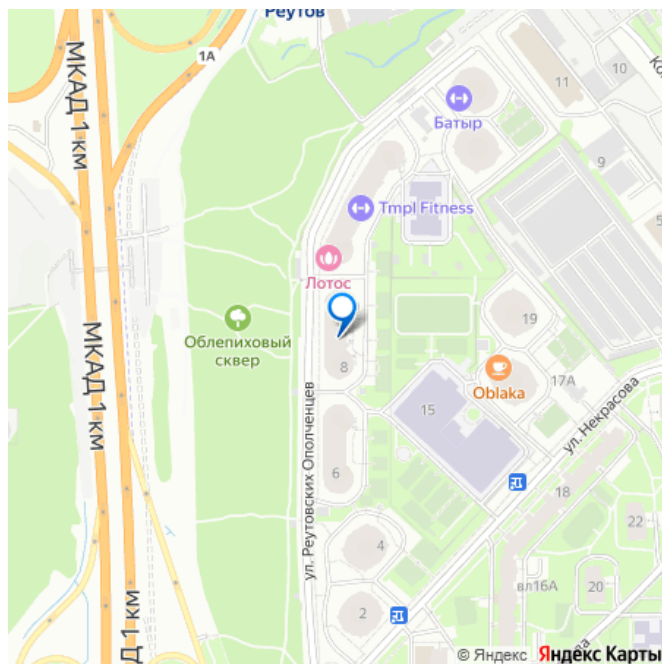 Реутов
1А
МКАД 1 км
11
10
Батыр
9
Tmpl Fitness
Лотос
Облепиховый
сквер
МКАД 1 км
8
19
Oblaka
17А
15
ул. Некрасова
ул. Реутовских Ополченцев
6
18
22
4
вл16А
20
2
Д 1 км
© Яндекс Яндекс Карты